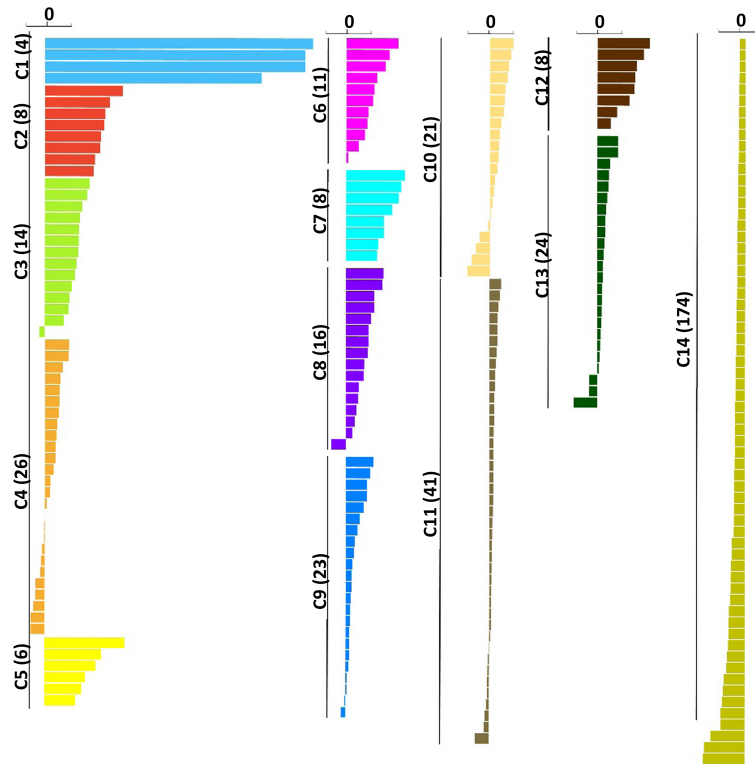 0
C1 (4)
C2 (8)
C3 (14)
C4 (26)
C5 (6)
0
C6 (11)
C7 (8)
C8 (16)
C9 (23)
0
C10 (21)
C11 (41)
0
C12 (8)
C13 (24)
0
C14 (174)